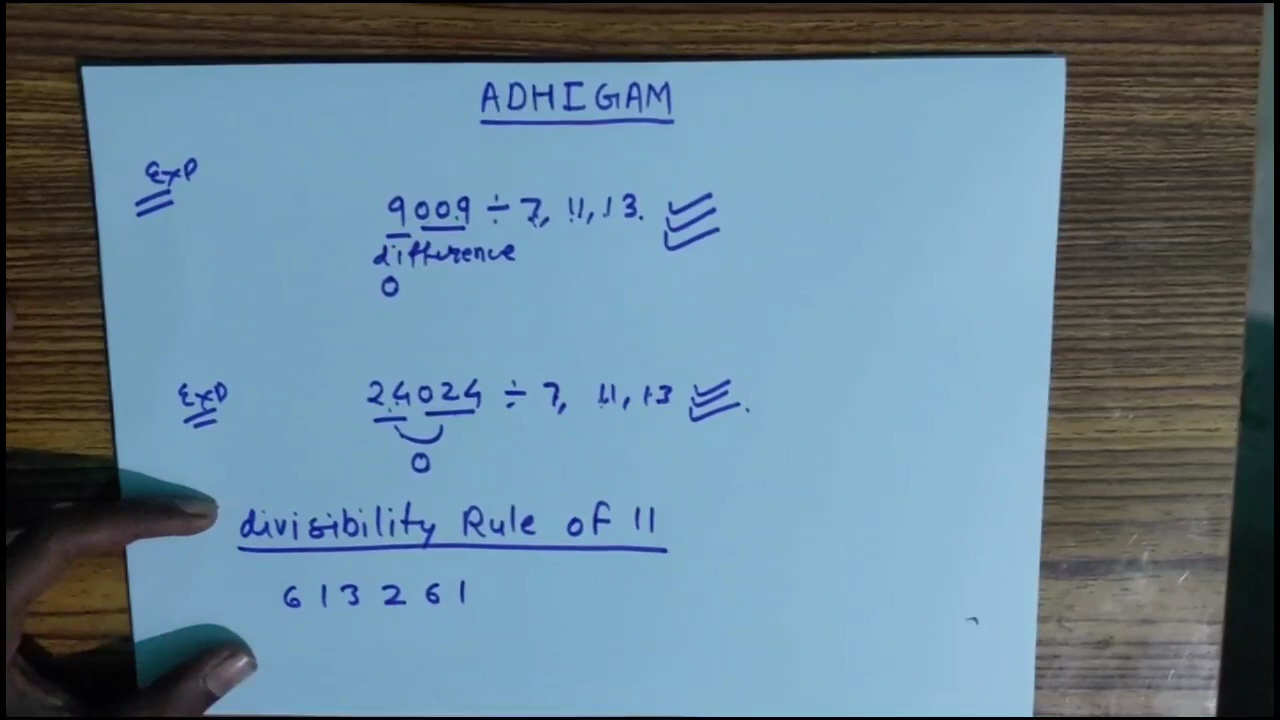 ADHIGAM
Exp
9009 ÷ 7, 11, 13.
difference
0
Exp
24024 ÷ 7, 11, 13
0
divisibility Rule of 11
6 1 3 2 6 1